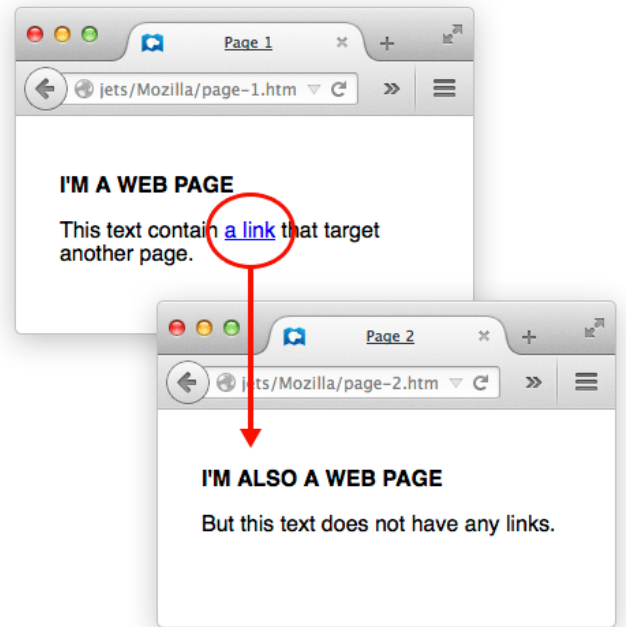 Page 1
jets/Mozilla/page-1.htm
I'M A WEB PAGE
This text contain a link that target
another page.
Page 2
jets/Mozilla/page-2.htm
I'M ALSO A WEB PAGE
But this text does not have any links.